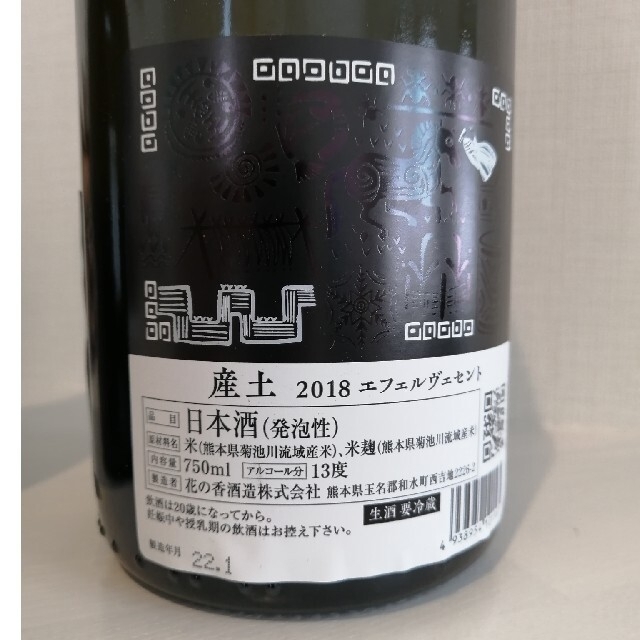 産土 2018 エフェルヴェセント
品目 日本酒(発泡性)
原材料名 米(熊本県菊池川流域産米)、米麹(熊本県菊池川流域産米)
内容量 750ml アルコール分 13度
製造者 花の香酒造株式会社 熊本県玉名郡和水町西吉地2226-2
飲酒は20歳になってから。
妊娠中や授乳期の飲酒はお控え下さい。
生酒 要冷蔵
製造年月 22.1